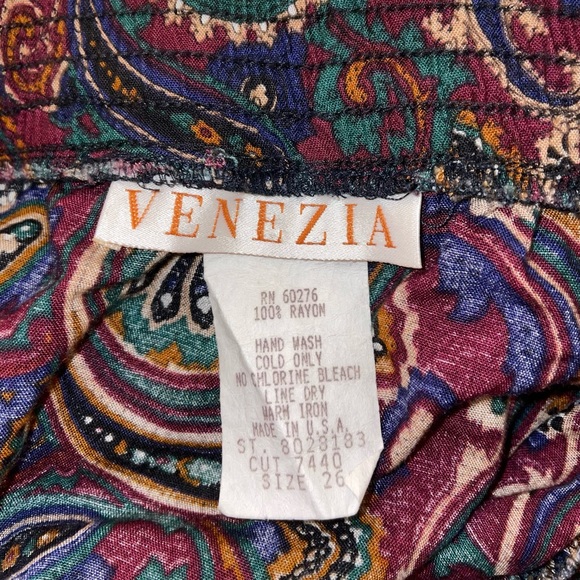 VENEZIA
RN 60276
100% RAYON
HAND WASH
COLD ONLY
NO CHLORINE BLEACH
LINE DRY
WARM IRON
MADE IN U.S.A.
ST. 8023183
CUT 7440
SIZE 26